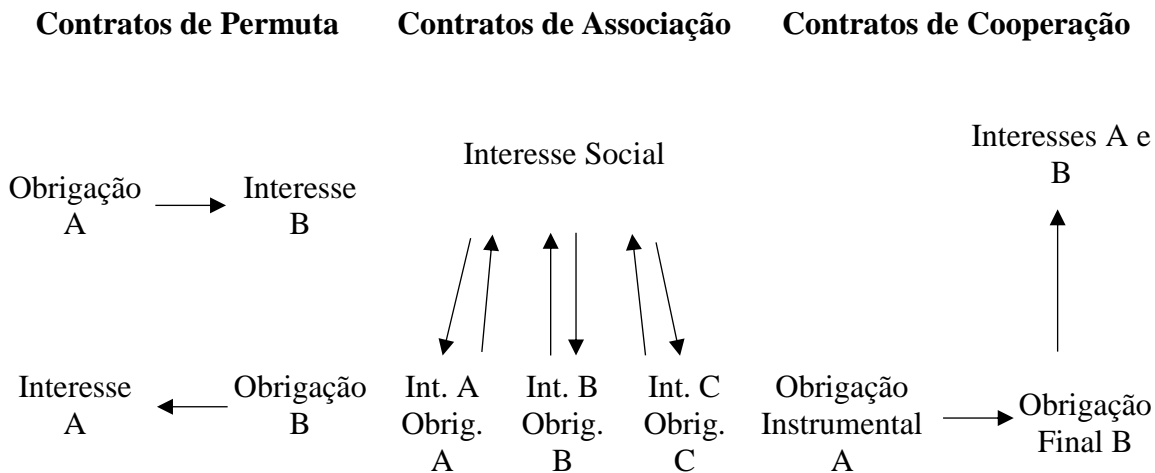 Contratos de Permuta
Contratos de Associação
Contratos de Cooperação
Obrigação
A
Interesse
B
Interesse
A
Obrigação
B
Interesse Social
Int. A
Obrig.
A
Int. B
Obrig.
B
Int. C
Obrig.
C
Interesses A e
B
Obrigação
Instrumental
A
Obrigação
Final B